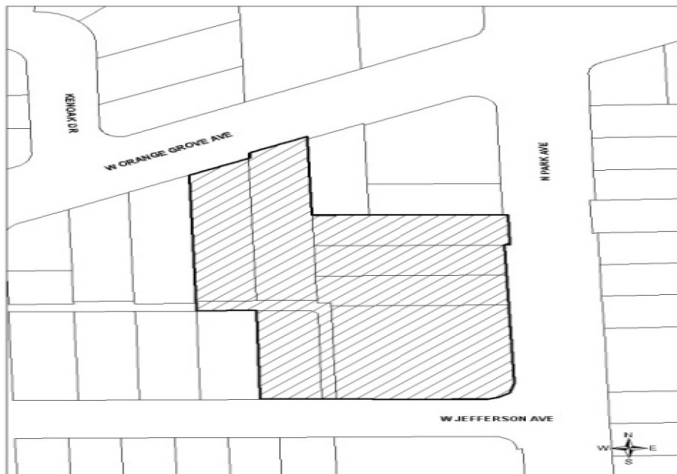 KENOAK DR
W ORANGE GROVE AVE
N PARK AVE
W JEFFERSON AVE
N
W E
S